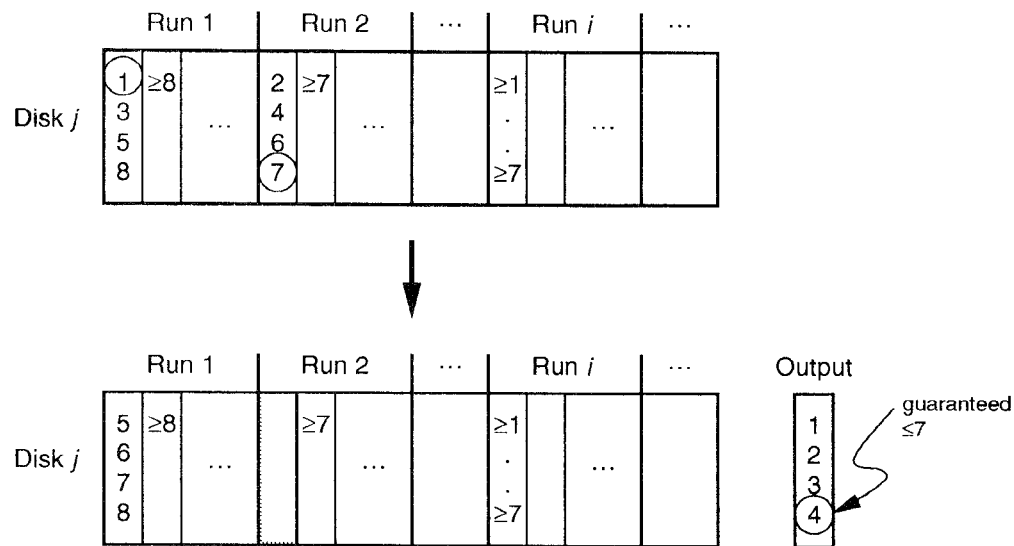 Run 1 Run 2 ... Run i ...
1 ≥8 2 ≥7 ≥1
Disk j 3 ... 4 ... . ...
5 6 .
8 7 ≥7
Run 1 Run 2 ... Run i ... Output
5 ≥8 ≥7 ≥1 1 guaranteed
≤7
Disk j 6 ... ... . ... 2
7 . 3
8 ≥7 4